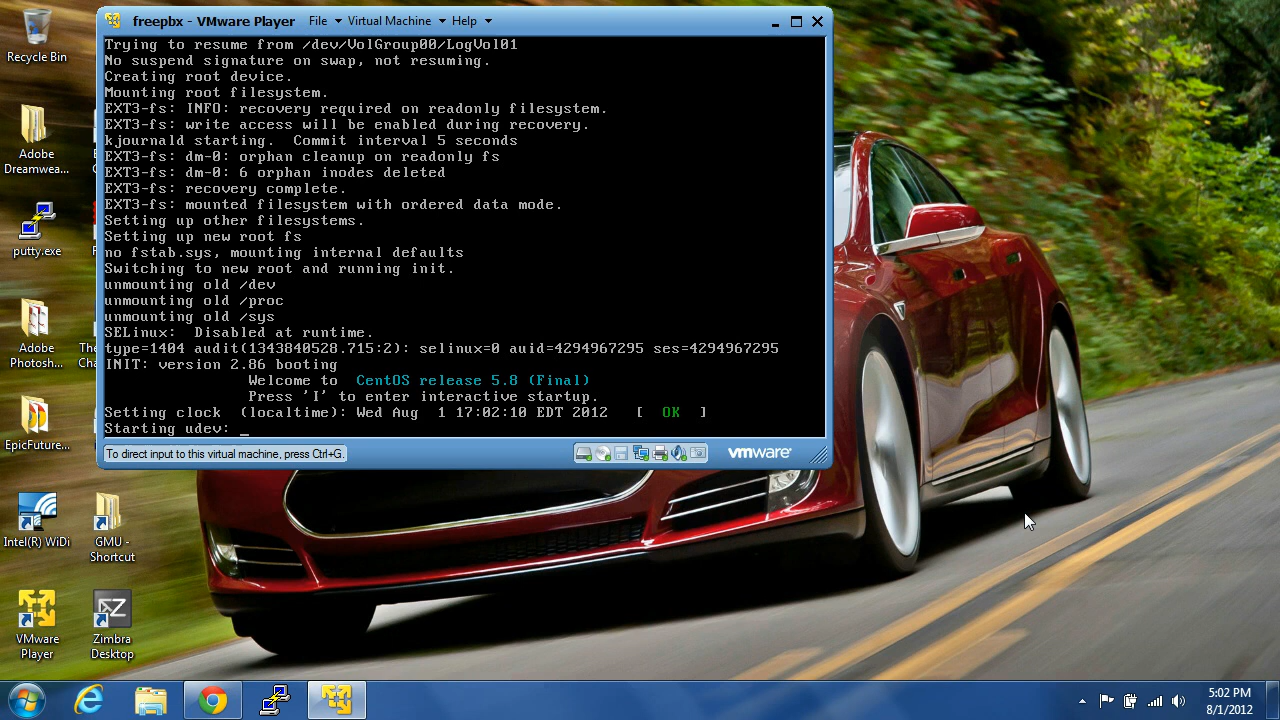 freepbx - VMware Player File Virtual Machine Help
Trying to resume from /dev/VolGroup00/LogVol01
No suspend signature on swap, not resuming.
Creating root device.
Mounting root filesystem.
EXT3-fs: INFO: recovery required on readonly filesystem.
EXT3-fs: write access will be enabled during recovery.
kjournald starting.  Commit interval 5 seconds
EXT3-fs: dm-0: orphan cleanup on readonly fs
EXT3-fs: dm-0: 6 orphan inodes deleted
EXT3-fs: recovery complete.
EXT3-fs: mounted filesystem with ordered data mode.
Setting up other filesystems.
Setting up new root fs
no fstab.sys, mounting internal defaults
Switching to new root and running init.
unmounting old /dev
unmounting old /proc
unmounting old /sys
SELinux:  Disabled at runtime.
type=1404 audit(1343840528.715:2): selinux=0 auid=4294967295 ses=4294967295
INIT: version 2.86 booting
Welcome to  CentOS release 5.8 (Final)
Press 'I' to enter interactive startup.
Setting clock  (localtime): Wed Aug  1 17:02:10 EDT 2012   [  OK  ]
Starting udev: _
To direct input to this virtual machine, press Ctrl+G.
vmware
Recycle Bin
Adobe
Dreamwea...
putty.exe
Adobe
Photosh...
EpicFuture...
Intel(R) WiDi
GMU -
Shortcut
VMware
Player
Zimbra
Desktop
5:02 PM
8/1/2012